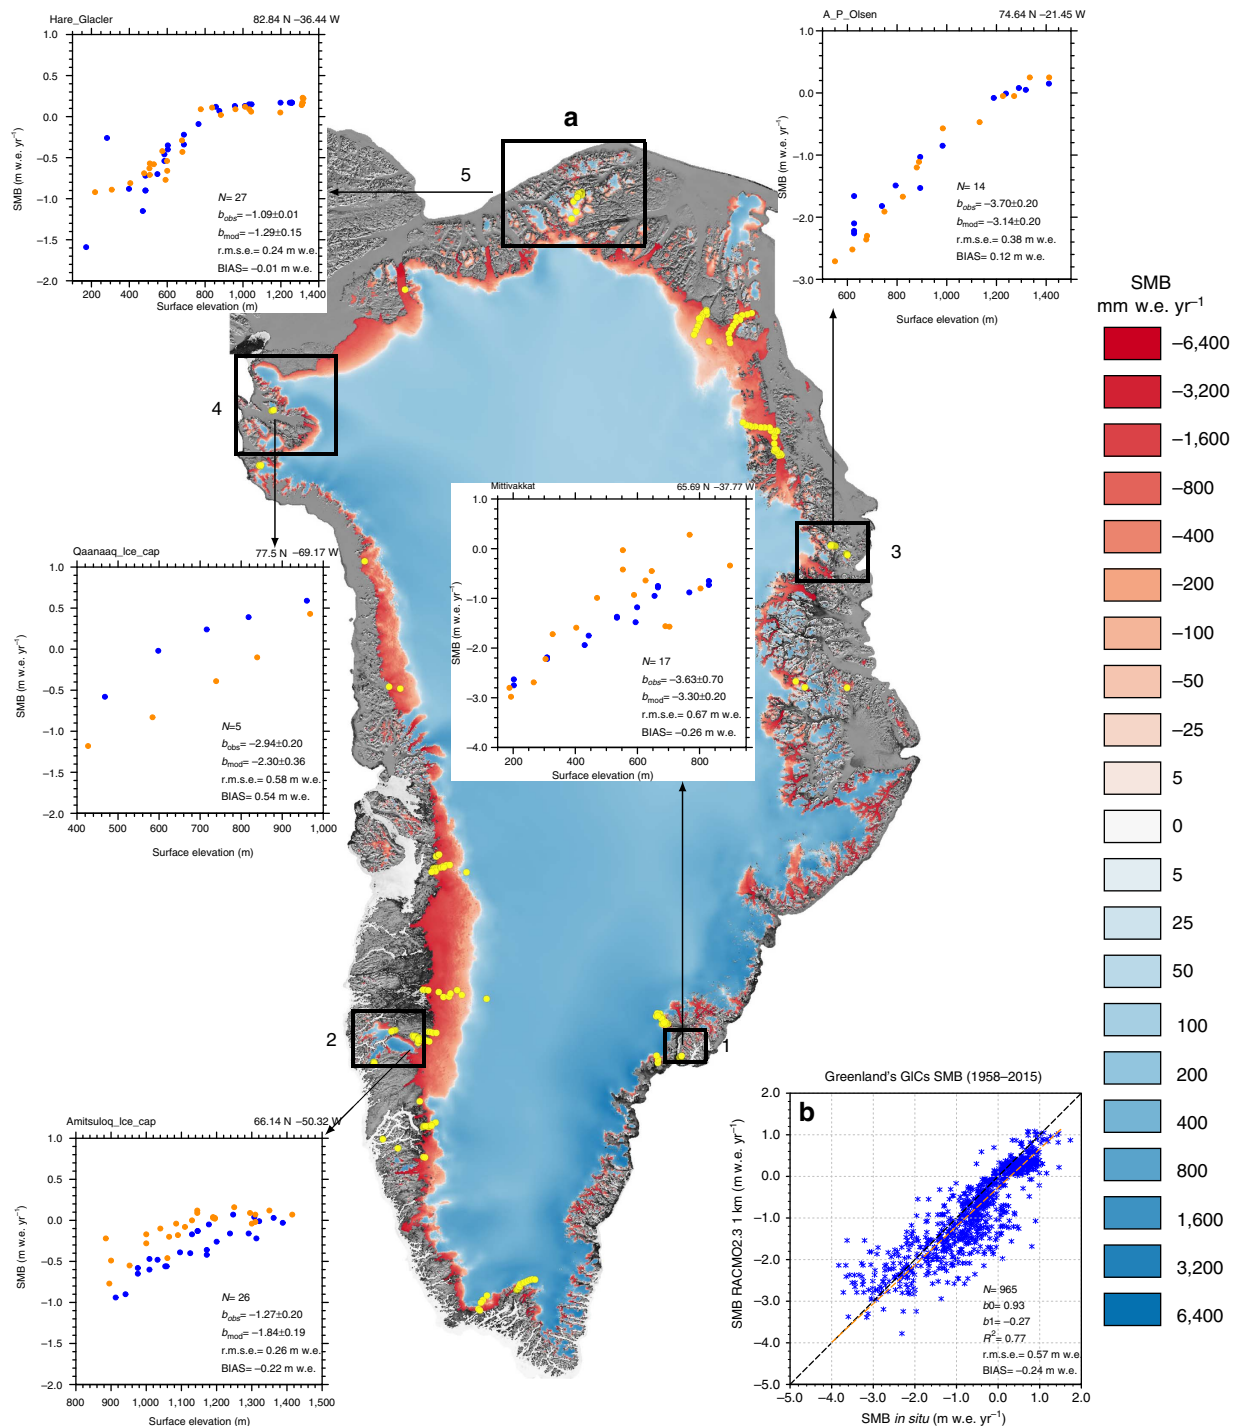 Hare_Glacler
82.84 N −36.44 W
1.0
0.5
0.0
−0.5
−1.0
−1.5
−2.0
SMB (m w.e. yr−1)
N= 27
bobs= −1.09±0.01
bmod= −1.29±0.15
r.m.s.e.= 0.24 m w.e.
BIAS= −0.01 m w.e.
200 400 600 800 1,000 1,200 1,400
Surface elevation (m)
a
5
A_P_Olsen
74.64 N −21.45 W
1.0
0.0
−1.0
−2.0
−3.0
SMB (m w.e. yr−1)
N= 14
bobs= −3.70±0.20
bmod= −3.14±0.20
r.m.s.e.= 0.38 m w.e.
BIAS= 0.12 m w.e.
600 800 1,000 1,200 1,400
Surface elevation (m)
4
3
Qaanaaq_Ice_cap
77.5 N −69.17 W
1.0
0.5
0.0
−0.5
−1.0
−1.5
−2.0
SMB (m w.e. yr−1)
N=5
bobs= −2.94±0.20
bmod= −2.30±0.36
r.m.s.e.= 0.58 m w.e.
BIAS= 0.54 m w.e.
400 500 600 700 800 900 1,000
Surface elevation (m)
Mittivakkat
65.69 N −37.77 W
1.0
0.0
−1.0
−2.0
−3.0
−4.0
SMB (m w.e. yr−1)
N= 17
bobs= −3.63±0.70
bmod= −3.30±0.20
r.m.s.e.= 0.67 m w.e.
BIAS= −0.26 m w.e.
200 400 600 800
Surface elevation (m)
2
1
Amitsuloq_Ice_cap
66.14 N −50.32 W
1.0
0.5
0.0
−0.5
−1.0
−1.5
−2.0
SMB (m w.e. yr−1)
N= 26
bobs= −1.27±0.20
bmod= −1.84±0.19
r.m.s.e.= 0.26 m w.e.
BIAS= −0.22 m w.e.
800 900 1,000 1,100 1,200 1,300 1,400 1,500
Surface elevation (m)
Greenland's GICs SMB (1958–2015)
b
2.0
1.0
0.0
−1.0
−2.0
−3.0
−4.0
−5.0
SMB RACMO2.3 1 km (m w.e. yr−1)
N= 965
b0= 0.93
b1= −0.27
R2= 0.77
r.m.s.e.= 0.57 m w.e.
BIAS= −0.24 m w.e.
−5.0 −4.0 −3.0 −2.0 −1.0 0.0 1.0 2.0
SMB in situ (m w.e. yr−1)
SMB
mm w.e. yr−1
−6,400
−3,200
−1,600
−800
−400
−200
−100
−50
−25
5
0
5
25
50
100
200
400
800
1,600
3,200
6,400